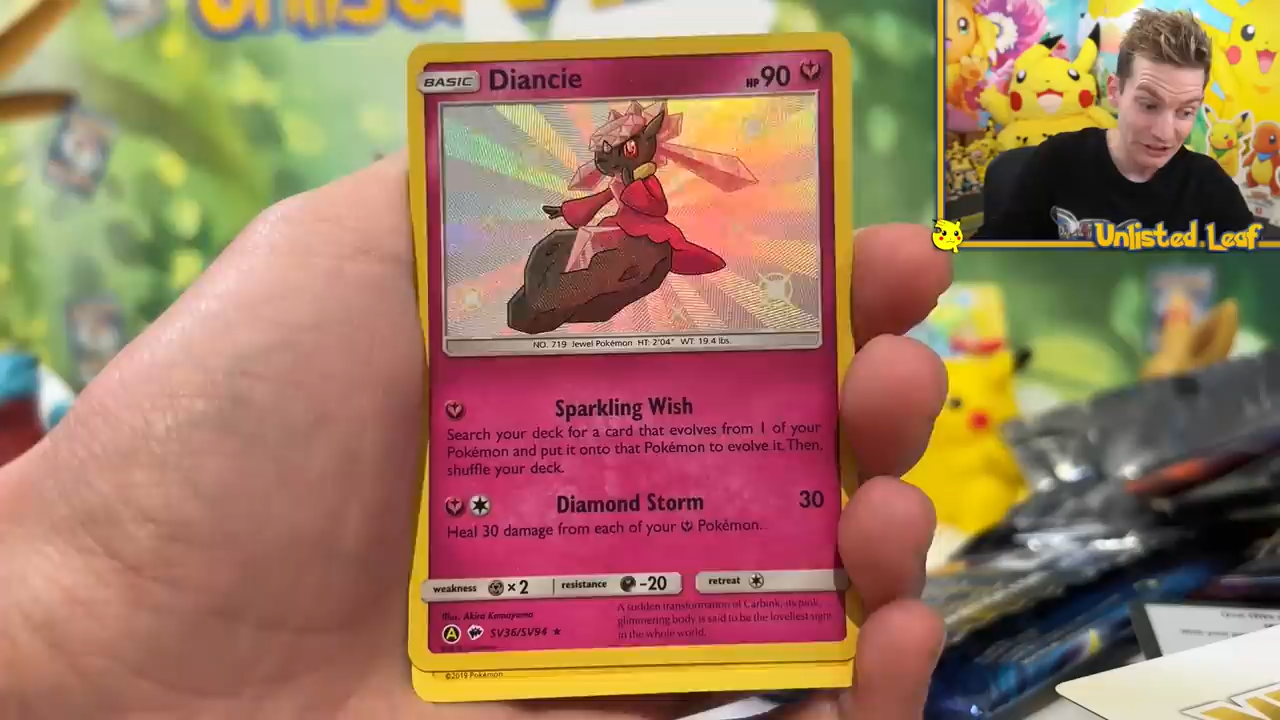 BASIC Diancie HP 90
NO. 719 Jewel Pokémon HT: 2'04" WT: 19.4 lbs.
Sparkling Wish
Search your deck for a card that evolves from 1 of your
Pokémon and put it onto that Pokémon to evolve it. Then,
shuffle your deck.
Diamond Storm 30
Heal 30 damage from each of your Pokémon.
weakness ×2 resistance -20 retreat
Illus. Akira Komayama
A SV36/SV94
A sudden transformation of Carbink, its pink,
glimmering body is said to be the loveliest sight
in the whole world.
©2019 Pokémon
Unlisted.Leaf